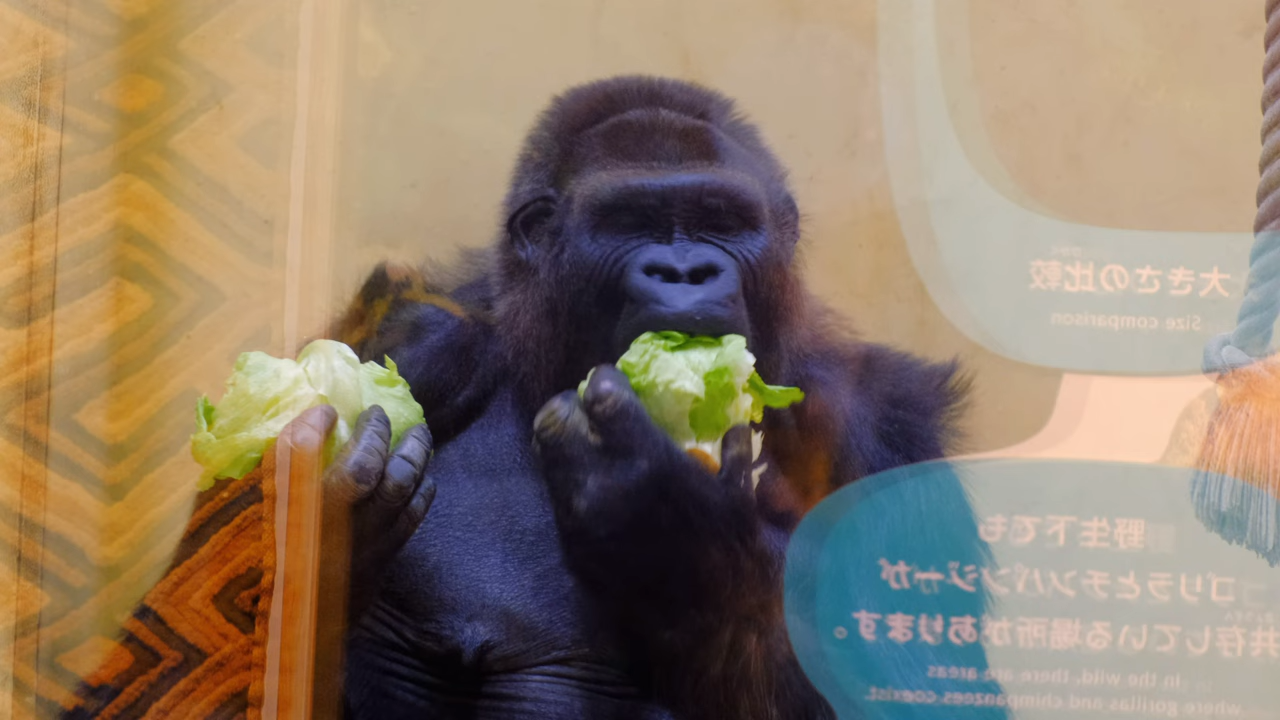 大きさの比較
Size comparison
野生下でも
ゴリラとチンパンジーが
共存している場所があります。
In the wild, there are areas
where gorillas and chimpanzees coexist.